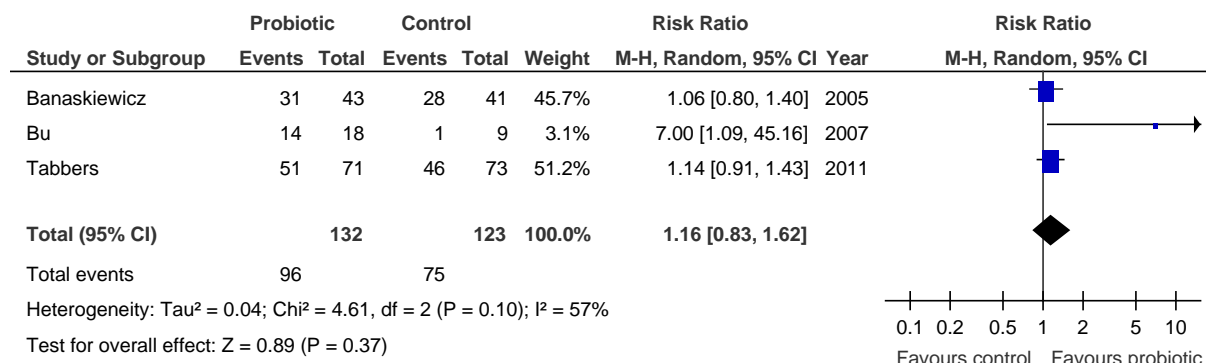 Probiotic Control Risk Ratio Risk Ratio
Study or Subgroup Events Total Events Total Weight M-H, Random, 95% CI Year M-H, Random, 95% CI
Banaskiewicz 31 43 28 41 45.7% 1.06 [0.80, 1.40] 2005
Bu 14 18 1 9 3.1% 7.00 [1.09, 45.16] 2007
Tabbers 51 71 46 73 51.2% 1.14 [0.91, 1.43] 2011
Total (95% CI) 132 123 100.0% 1.16 [0.83, 1.62]
Total events 96 75
Heterogeneity: Tau² = 0.04; Chi² = 4.61, df = 2 (P = 0.10); I² = 57%
Test for overall effect: Z = 0.89 (P = 0.37)
0.1 0.2 0.5 1 2 5 10
Favours control Favours probiotic